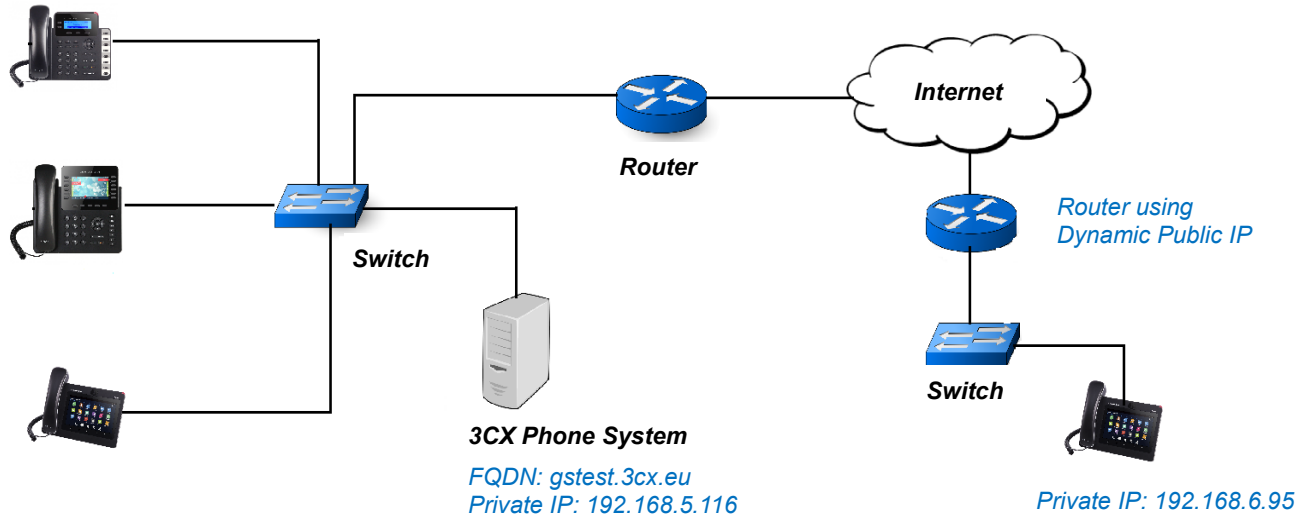 Internet
Router
Router using
Dynamic Public IP
Switch
Switch
3CX Phone System
FQDN: gstest.3cx.eu
Private IP: 192.168.5.116
Private IP: 192.168.6.95